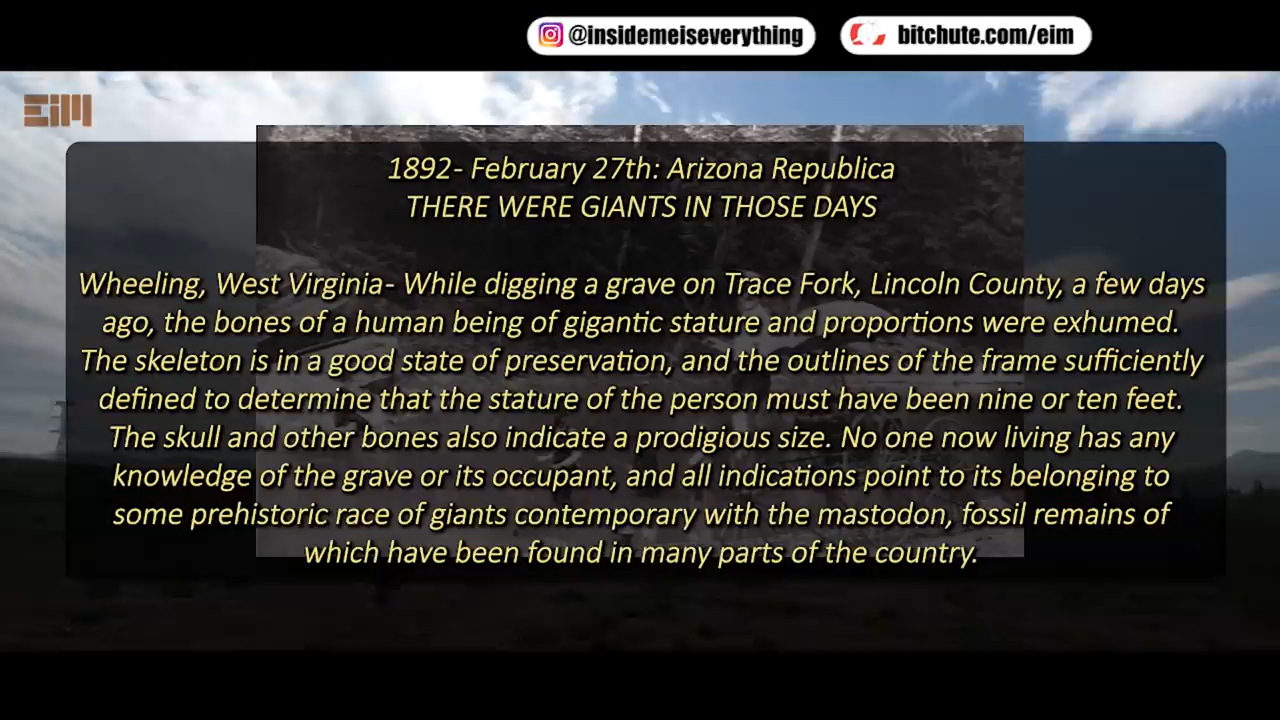 @insidemeiseverything
bitchute.com/eim
EiM
1892- February 27th: Arizona Republica
THERE WERE GIANTS IN THOSE DAYS
Wheeling, West Virginia- While digging a grave on Trace Fork, Lincoln County, a few days
ago, the bones of a human being of gigantic stature and proportions were exhumed.
The skeleton is in a good state of preservation, and the outlines of the frame sufficiently
defined to determine that the stature of the person must have been nine or ten feet.
The skull and other bones also indicate a prodigious size. No one now living has any
knowledge of the grave or its occupant, and all indications point to its belonging to
some prehistoric race of giants contemporary with the mastodon, fossil remains of
which have been found in many parts of the country.